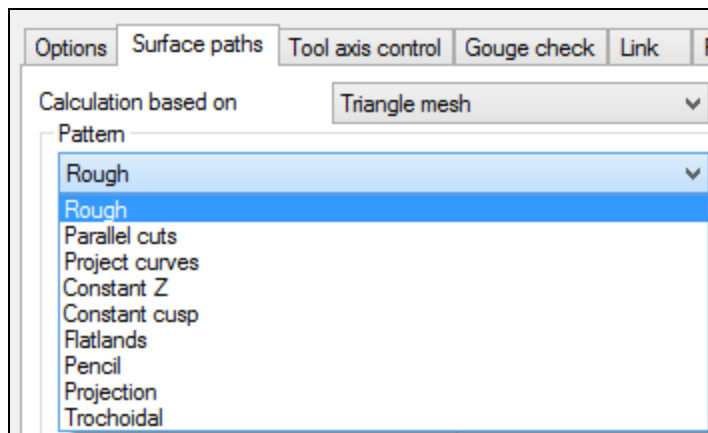 Options Surface paths Tool axis control Gouge check Link
Calculation based on Triangle mesh
Pattern
Rough
Rough
Parallel cuts
Project curves
Constant Z
Constant cusp
Flatlands
Pencil
Projection
Trochoidal